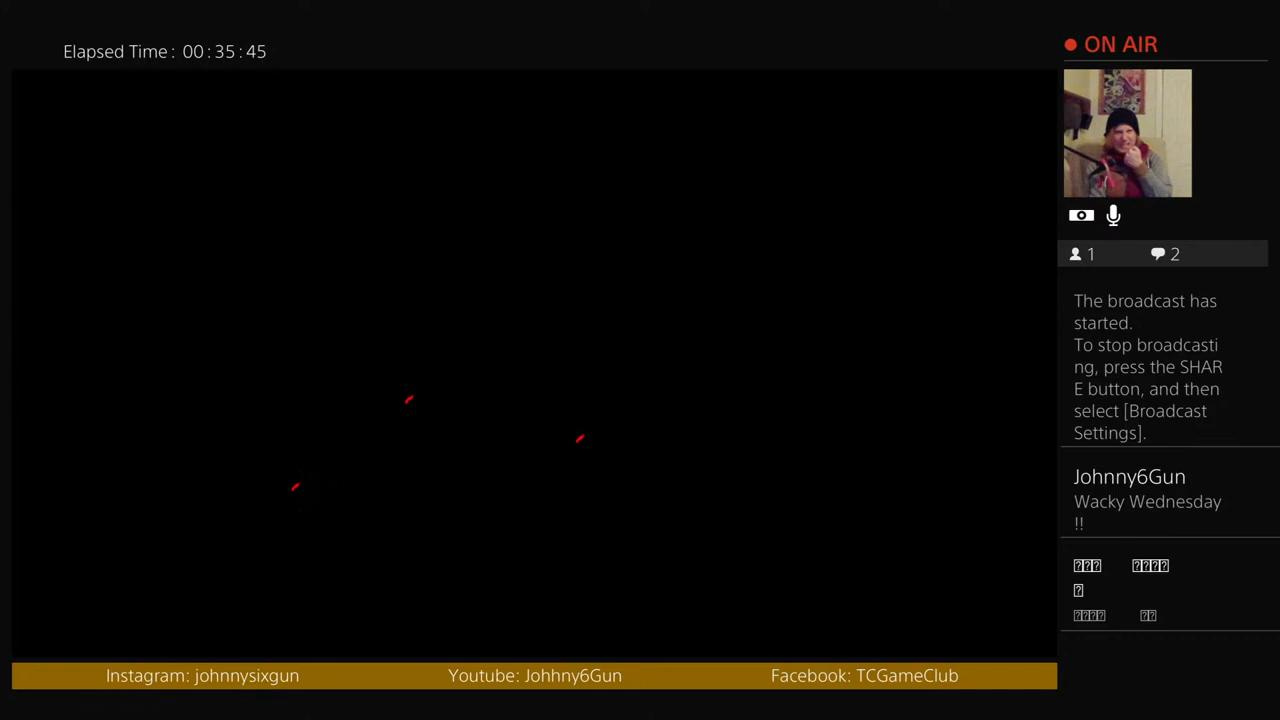 Elapsed Time: 00:35:45
ON AIR
1 2
The broadcast has
started.
To stop broadcasti
ng, press the SHAR
E button, and then
select [Broadcast
Settings].
Johnny6Gun
Wacky Wednesday
!!
Instagram: johnnysixgun Youtube: Johhny6Gun Facebook: TCGameClub